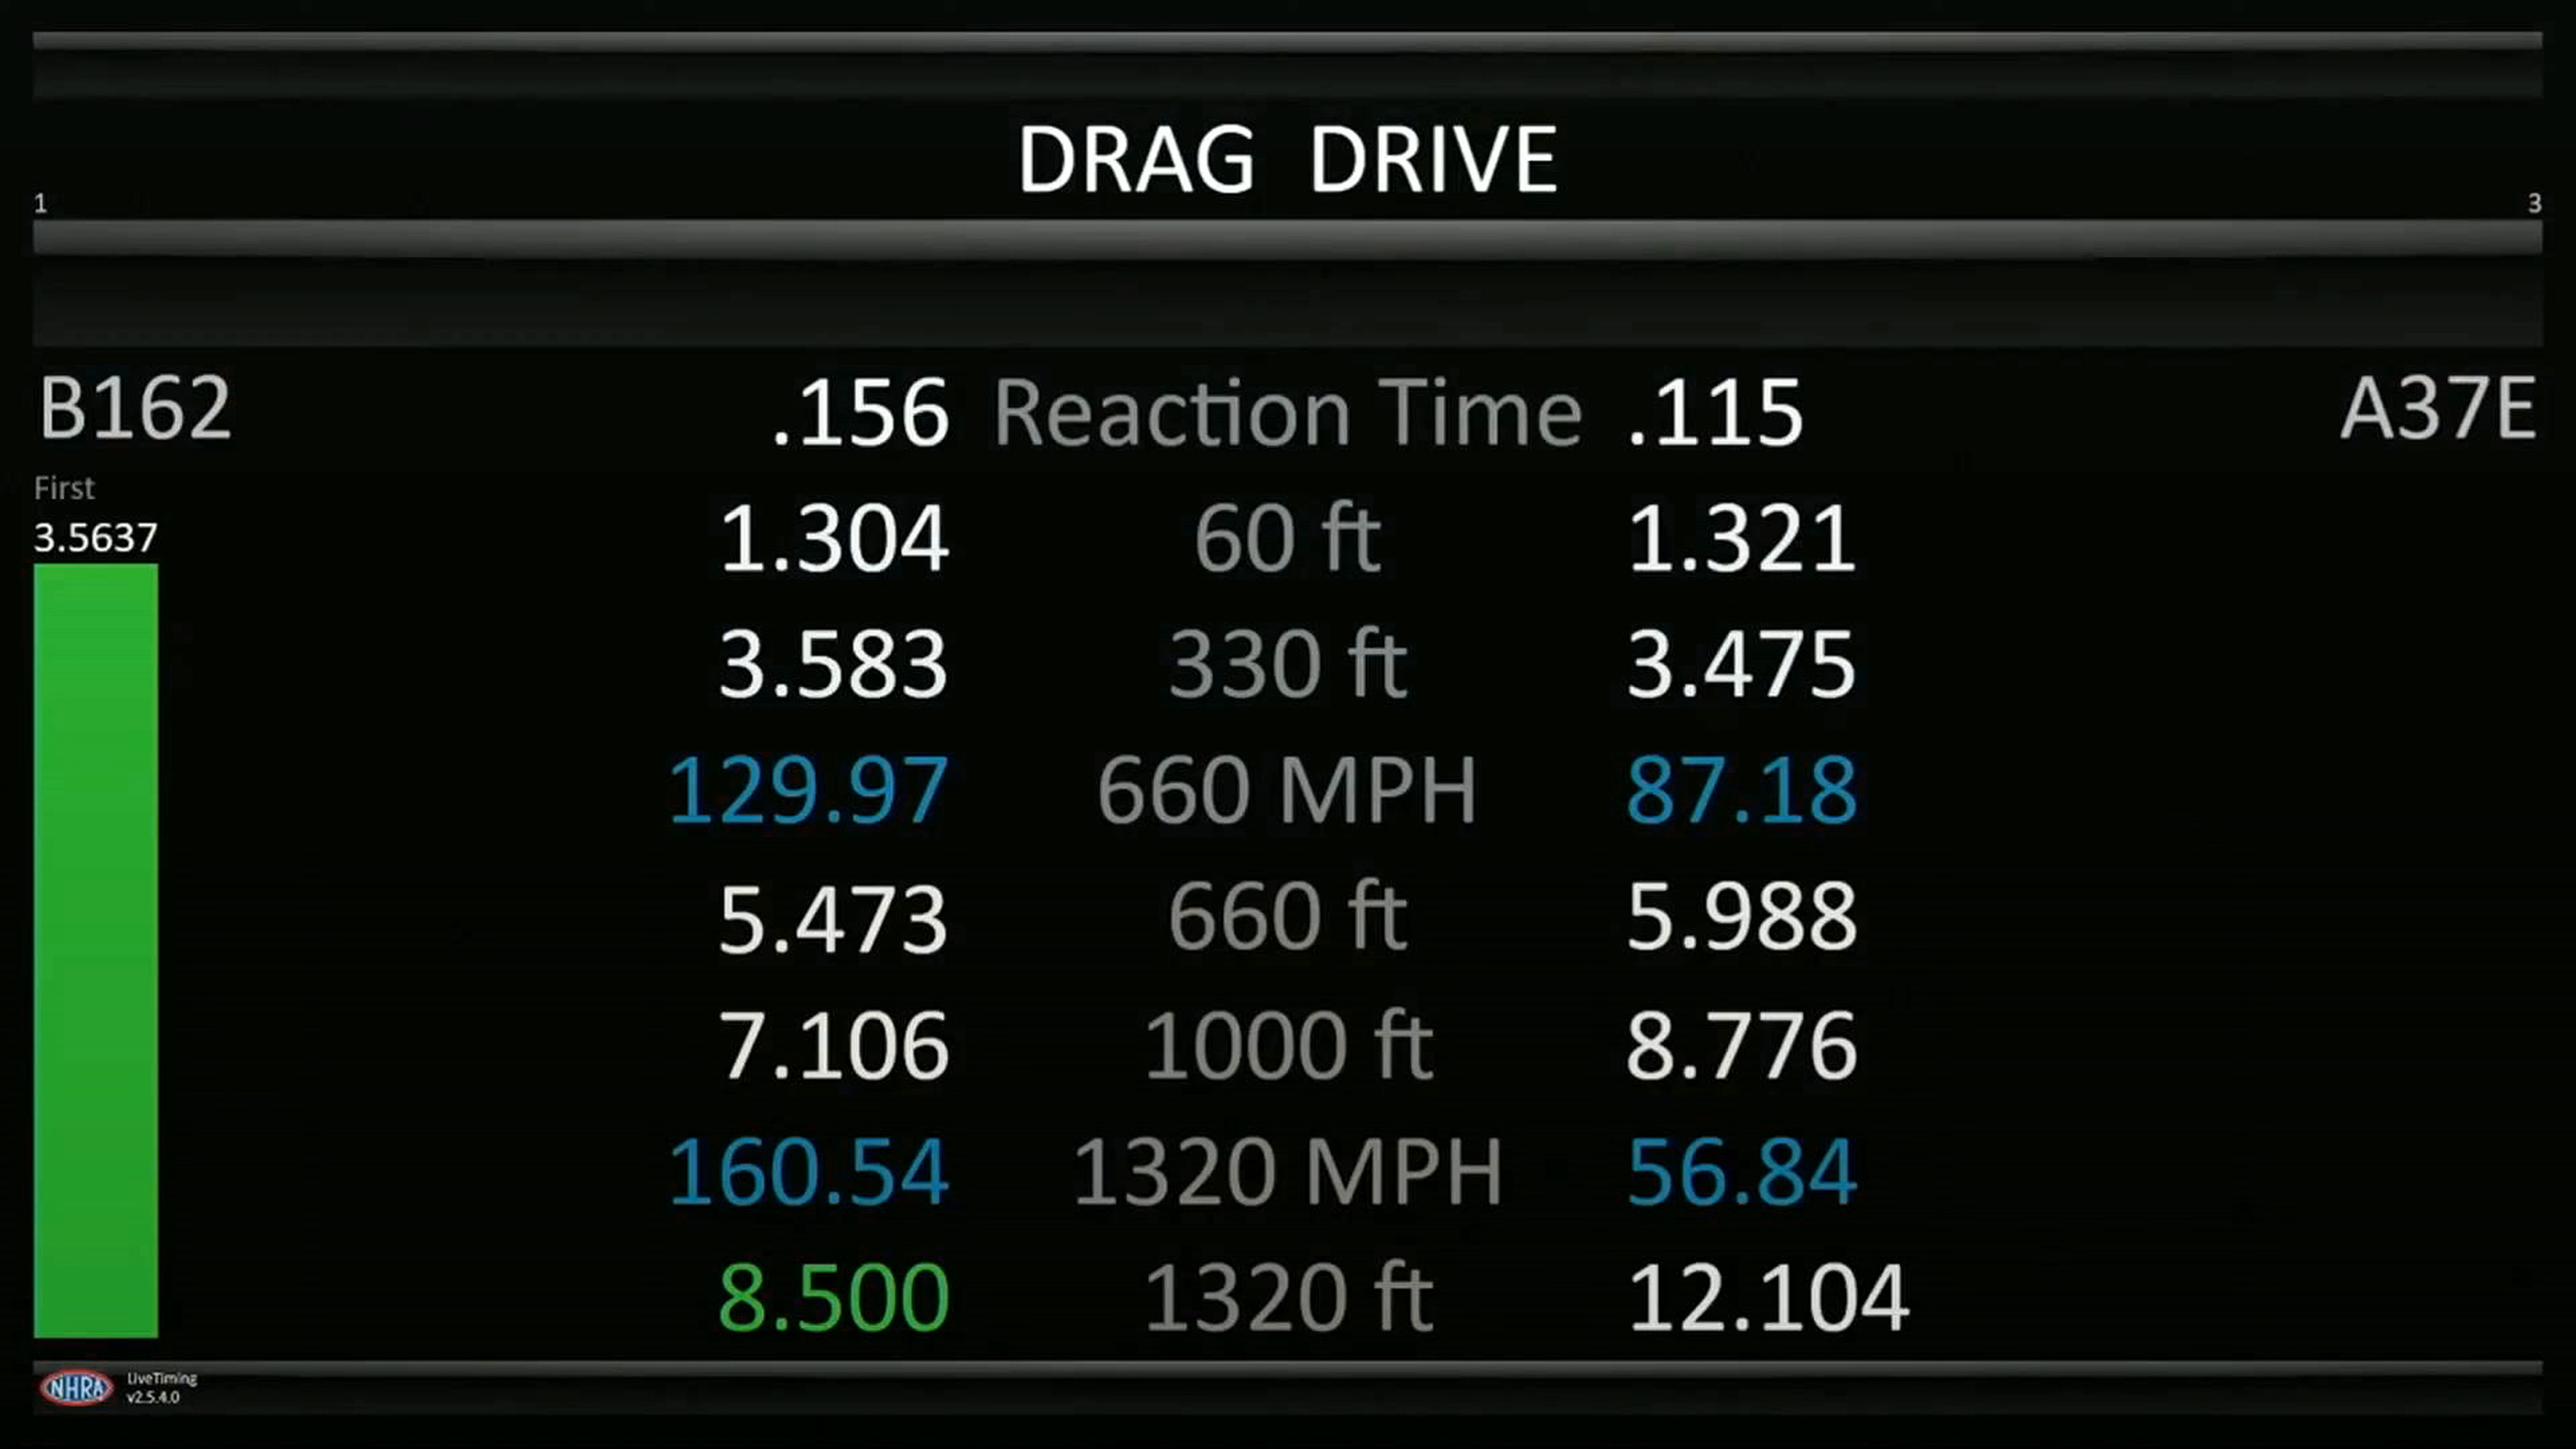 DRAG DRIVE
1 3
B162 .156 Reaction Time .115 A37E
First
3.5637
1.304 60 ft 1.321
3.583 330 ft 3.475
129.97 660 MPH 87.18
5.473 660 ft 5.988
7.106 1000 ft 8.776
160.54 1320 MPH 56.84
8.500 1320 ft 12.104
NHRA
LiveTiming
v2.5.4.0